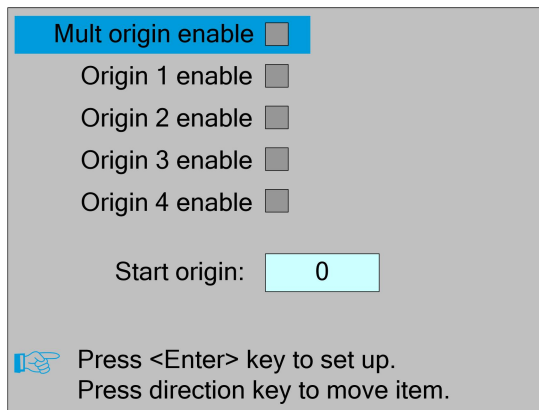 Mult origin enable
Origin 1 enable
Origin 2 enable
Origin 3 enable
Origin 4 enable
Start origin: 0
Press <Enter> key to set up.
Press direction key to move item.